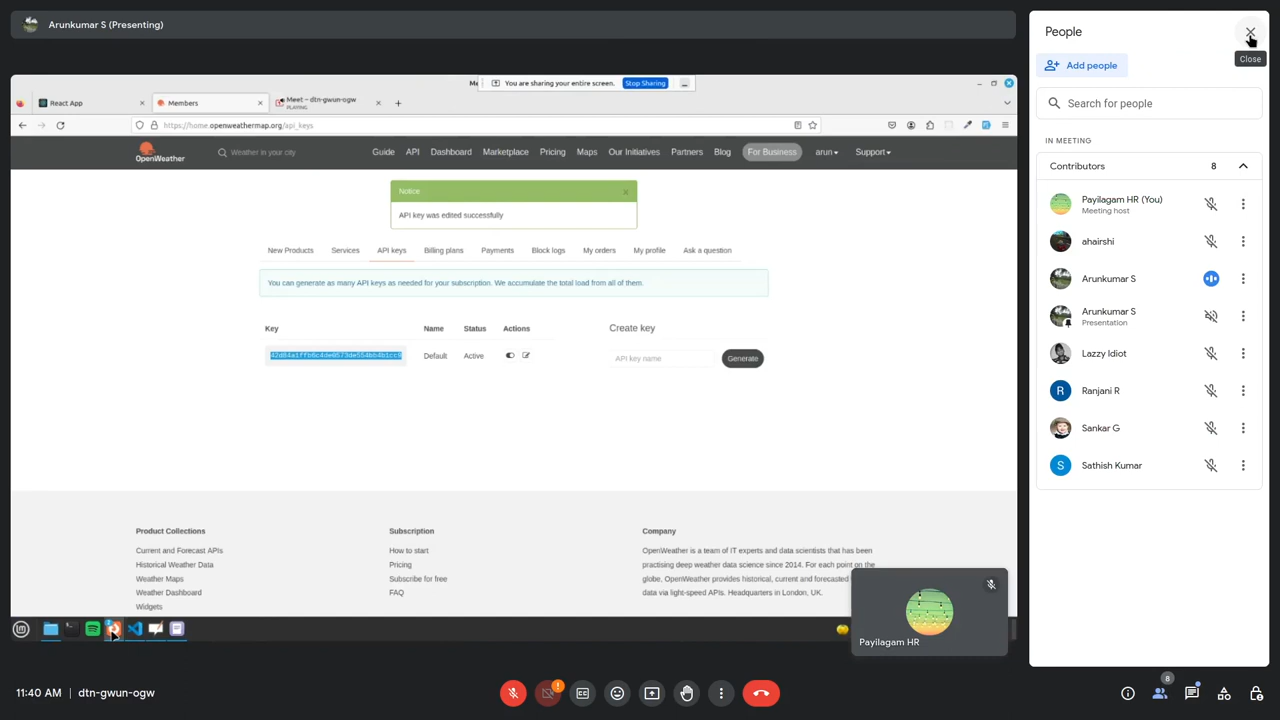 Arunkumar S (Presenting)
You are sharing your entire screen. Stop Sharing
React App
Members
Meet – dtn-gwun-ogw
PLAYING
https://home.openweathermap.org/api_keys
OpenWeather
Weather in your city
Guide API Dashboard Marketplace Pricing Maps Our Initiatives Partners Blog For Business arun Support
Notice
API key was edited successfully
New Products Services API keys Billing plans Payments Block logs My orders My profile Ask a question
You can generate as many API keys as needed for your subscription. We accumulate the total load from all of them.
Key Name Status Actions
Create key
Default Active
API key name Generate
Product Collections
Current and Forecast APIs
Historical Weather Data
Weather Maps
Weather Dashboard
Widgets
Subscription
How to start
Pricing
Subscribe for free
FAQ
Company
OpenWeather is a team of IT experts and data scientists that has been
practising deep weather data science since 2014. For each point on the
globe, OpenWeather provides historical, current and forecasted
data via light-speed APIs. Headquarters in London, UK.
Payilagam HR
People
Close
Add people
Search for people
IN MEETING
Contributors 8
Payilagam HR (You)
Meeting host
ahairshi
Arunkumar S
Arunkumar S
Presentation
Lazzy Idiot
R Ranjani R
Sankar G
S Sathish Kumar
11:40 AM | dtn-gwun-ogw
8